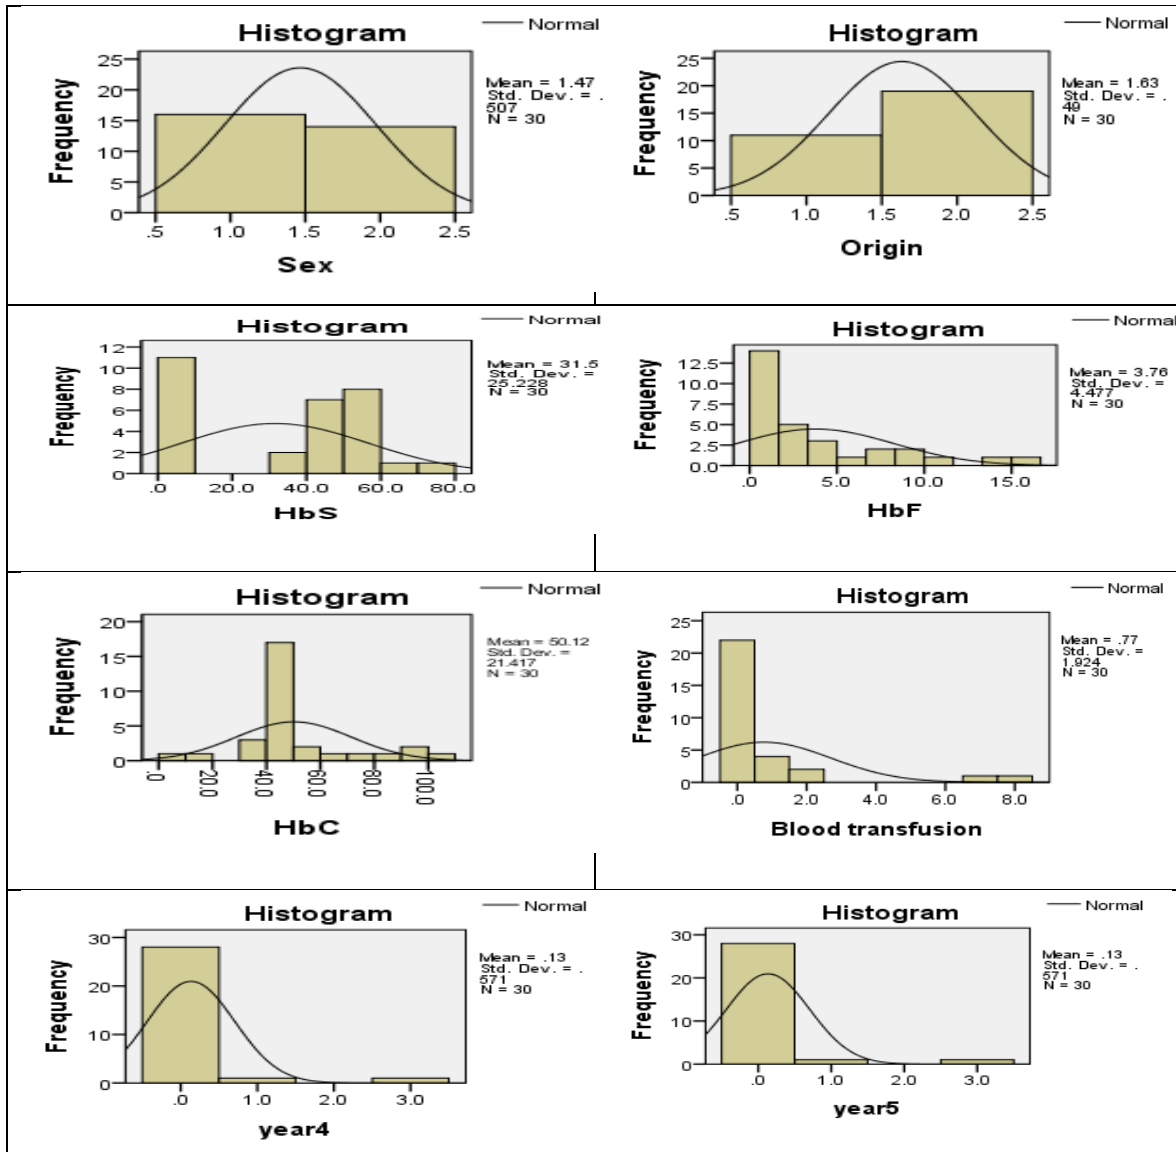 Histogram
Normal
Mean = 1.47
Std. Dev. = .
507
N = 30
Frequency
25
20
15
10
5
0
.5 1.0 1.5 2.0 2.5
Sex
Histogram
Normal
Mean = 1.63
Std. Dev. = .
49
N = 30
Frequency
25
20
15
10
5
0
.5 1.0 1.5 2.0 2.5
Origin
Histogram
Normal
Mean = 31.5
Std. Dev. =
25.228
N = 30
Frequency
12
10
8
6
4
2
0
.0 20.0 40.0 60.0 80.0
HbS
Histogram
Normal
Mean = 3.76
Std. Dev. =
4.477
N = 30
Frequency
12.5
10.0
7.5
5.0
2.5
0.0
.0 5.0 10.0 15.0
HbF
Histogram
Normal
Mean = 50.12
Std. Dev. =
21.417
N = 30
Frequency
20
15
10
5
0
.0 20.0 40.0 60.0 80.0 100.0
HbC
Histogram
Normal
Mean = .77
Std. Dev. =
1.924
N = 30
Frequency
25
20
15
10
5
0
.0 2.0 4.0 6.0 8.0
Blood transfusion
Histogram
Normal
Mean = .13
Std. Dev. = .
571
N = 30
Frequency
30
20
10
0
.0 1.0 2.0 3.0
year4
Histogram
Normal
Mean = .13
Std. Dev. = .
571
N = 30
Frequency
30
20
10
0
.0 1.0 2.0 3.0
year5